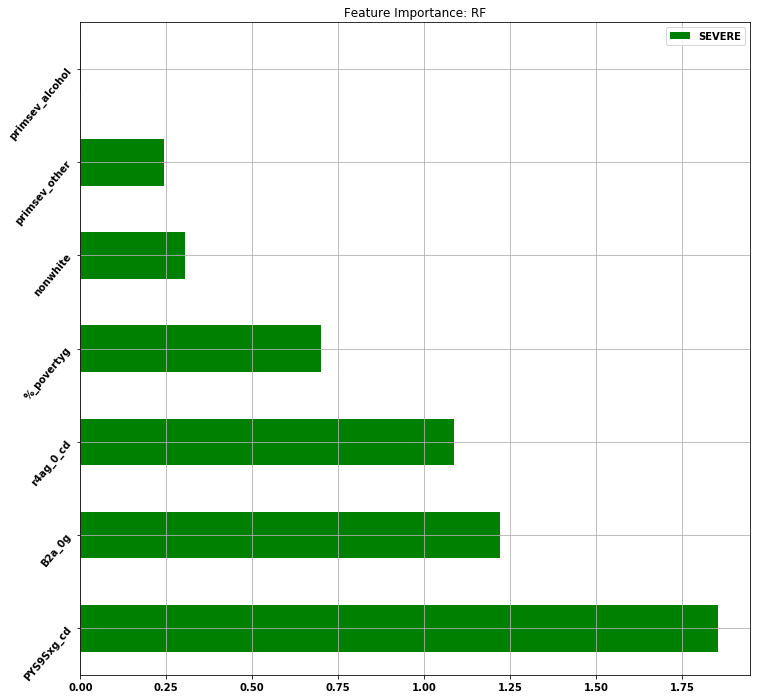 Feature Importance: RF
SEVERE
primsev_alcohol
primsev_other
nonwhite
%_povertyg
r4ag_0_cd
B2a_0g
PYS9Sxg_cd
0.00 0.25 0.50 0.75 1.00 1.25 1.50 1.75